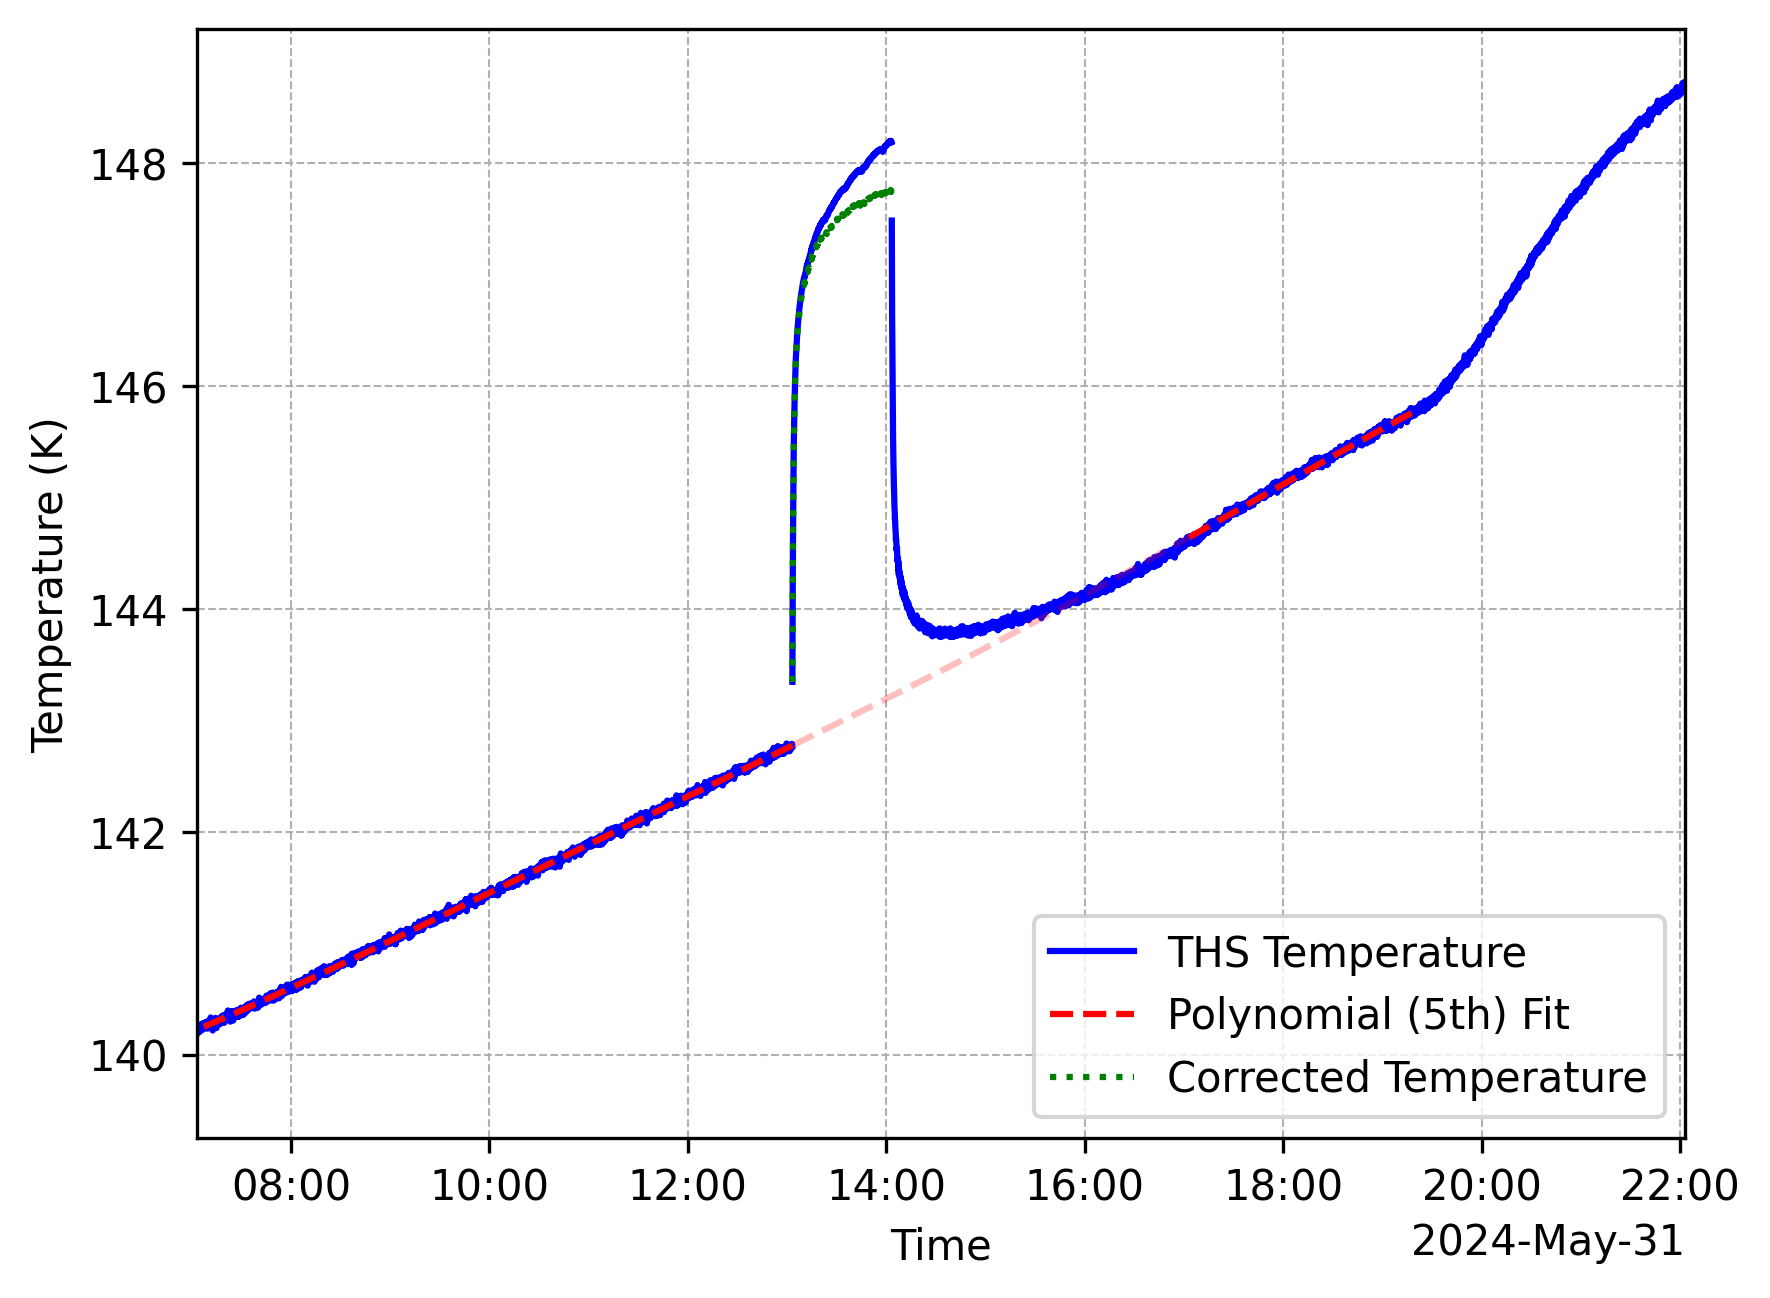 148
146
144
142
140
Temperature (K)
THS Temperature
Polynomial (5th) Fit
Corrected Temperature
08:00 10:00 12:00 14:00 16:00 18:00 20:00 22:00
Time
2024-May-31